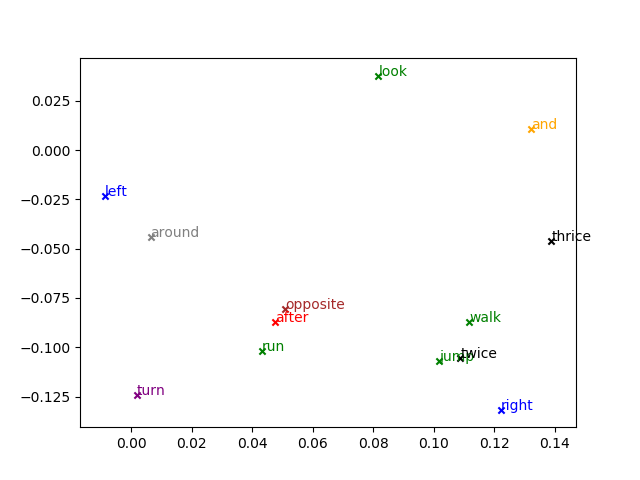 look
0.025
and
0.000
left
−0.025
around
thrice
−0.050
−0.075
opposite
after
walk
run
−0.100
jump
twice
turn
−0.125
right
0.00 0.02 0.04 0.06 0.08 0.10 0.12 0.14